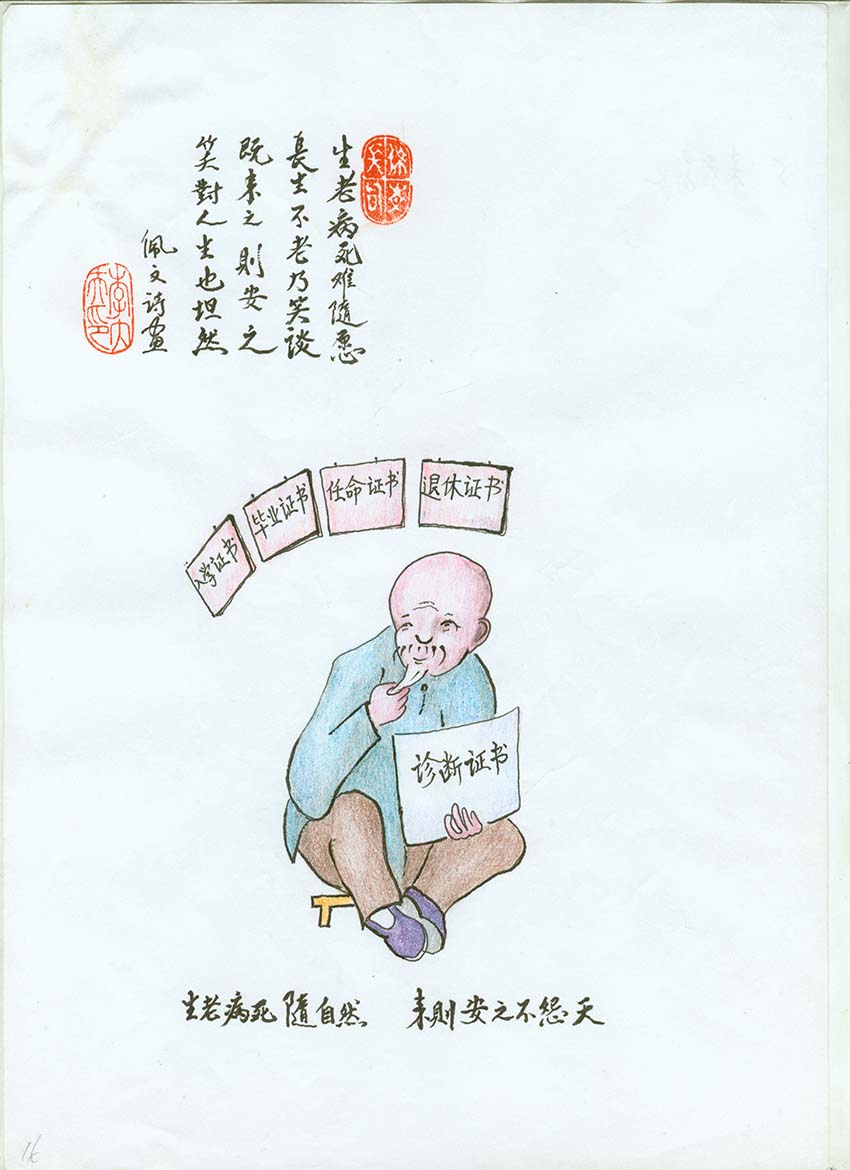 生老病死难隨愿
長生不老乃笑談
既来之則安之
笑對人生也坦然
佩文詩畫
入学证书
毕业证书
任命证书
退休证书
诊断证书
生老病死隨自然 来則安之不怨天
16